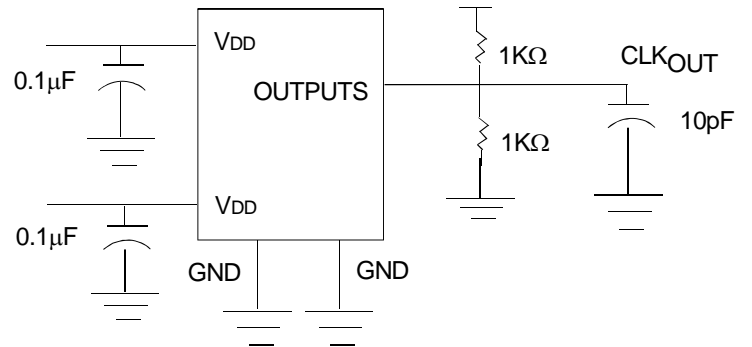 VDD
1KΩ
CLKOUT
0.1μF
OUTPUTS
10pF
1KΩ
VDD
0.1μF
GND
GND